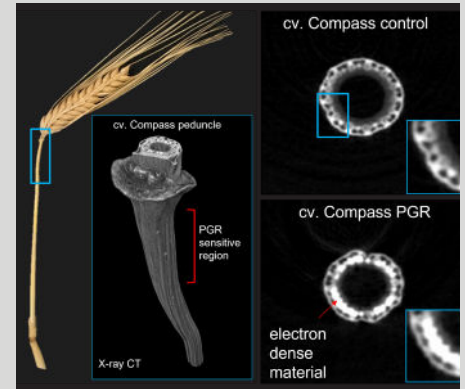 cv. Compass peduncle
PGR
sensitive
region
X-ray CT
cv. Compass control
cv. Compass PGR
electron
dense
material